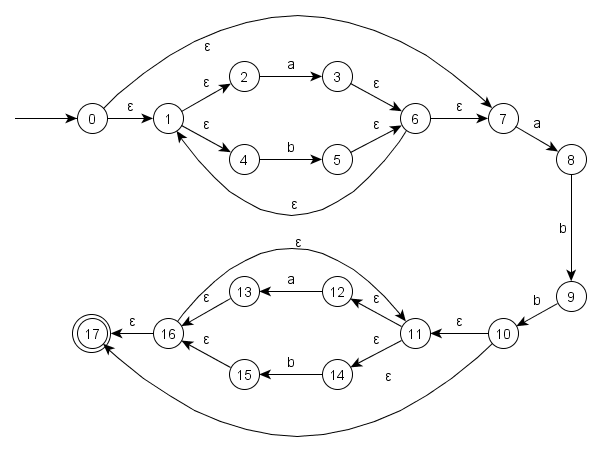 ε
2 a 3
ε ε
0 ε 1 6 ε 7 a
ε ε
4 b 5 8
ε
b
ε
13 a 12 9
ε ε b
17 ε 16 11 ε 10
ε ε
15 b 14
ε